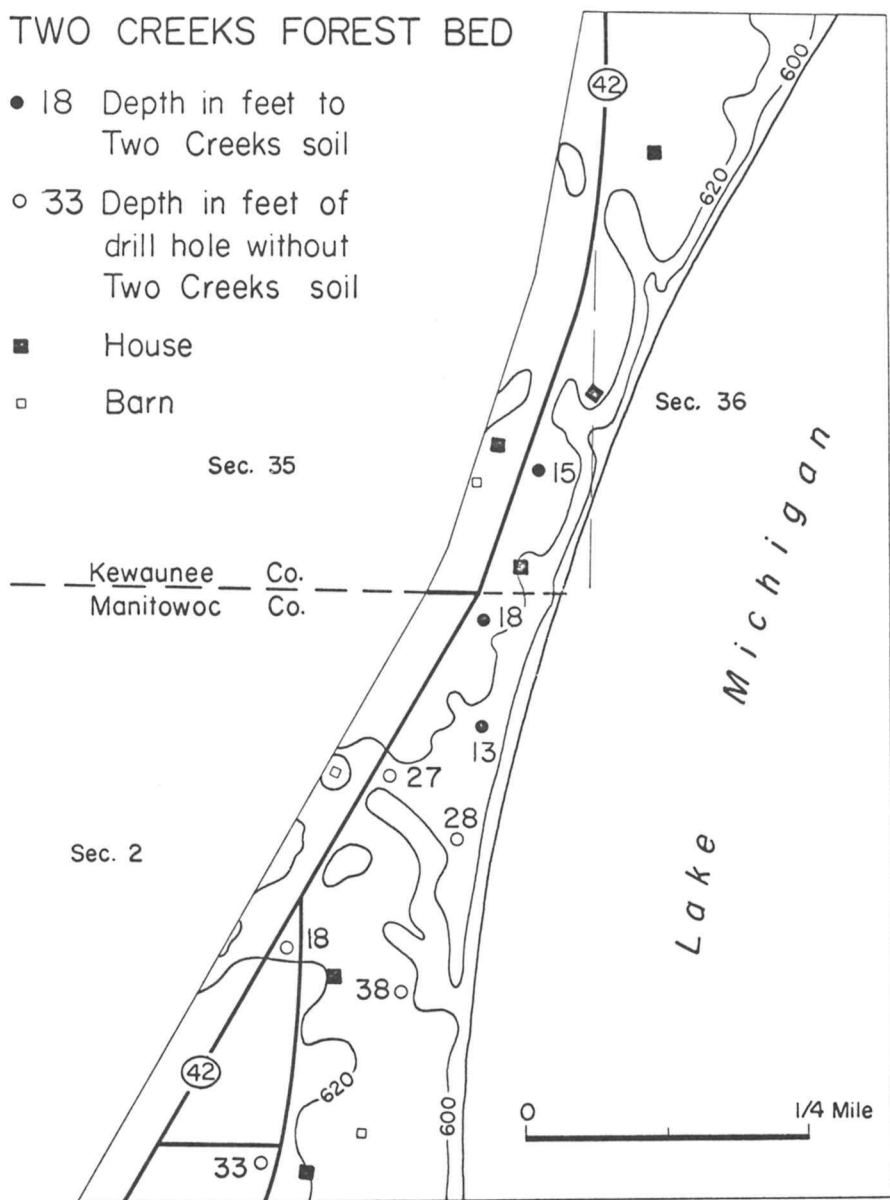 TWO CREEKS FOREST BED
18 Depth in feet to
Two Creeks soil
33 Depth in feet of
drill hole without
Two Creeks soil
House
Barn
42
600
620
Sec. 36
Sec. 35
15
Kewaunee Co.
Manitowoc Co.
18
13
27
28
Lake Michigan
Sec. 2
18
38
42
620
600
33
0 1/4 Mile